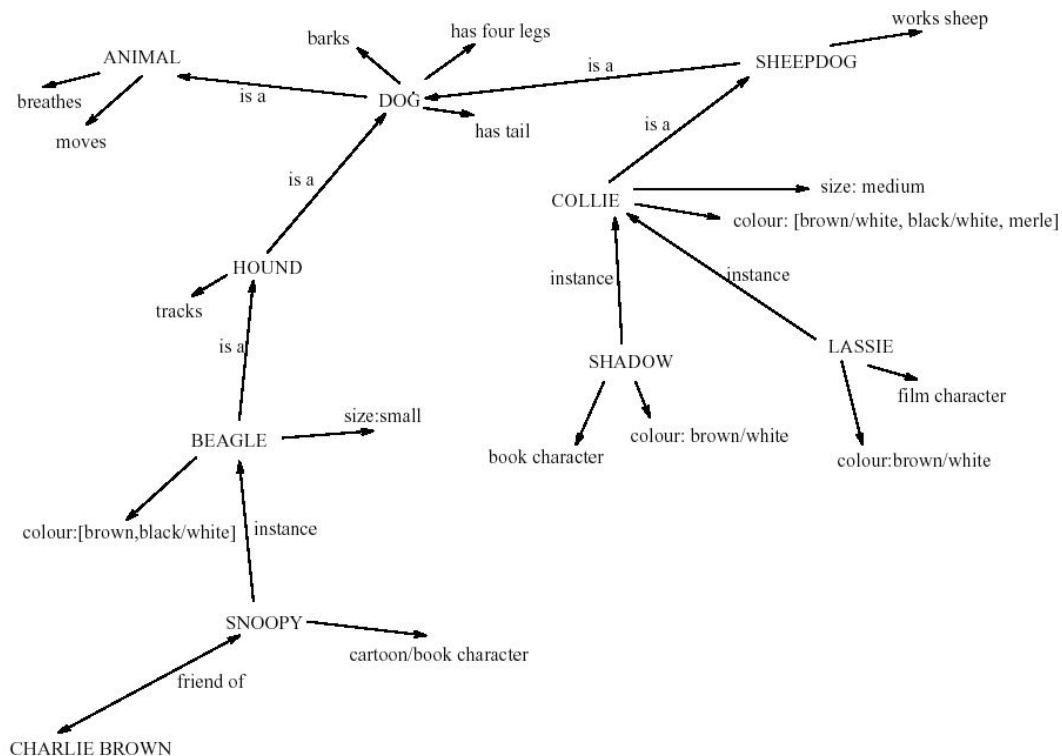 works sheep
has four legs
barks
ANIMAL
SHEEPDOG
is a
is a
breathes
DOG
has tail
moves
is a
is a
size: medium
COLLIE
colour: [brown/white, black/white, merle]
HOUND
instance
instance
tracks
is a
LASSIE
SHADOW
film character
size:small
colour: brown/white
BEAGLE
book character
colour:brown/white
colour:[brown,black/white]
instance
SNOOPY
cartoon/book character
friend of
CHARLIE BROWN